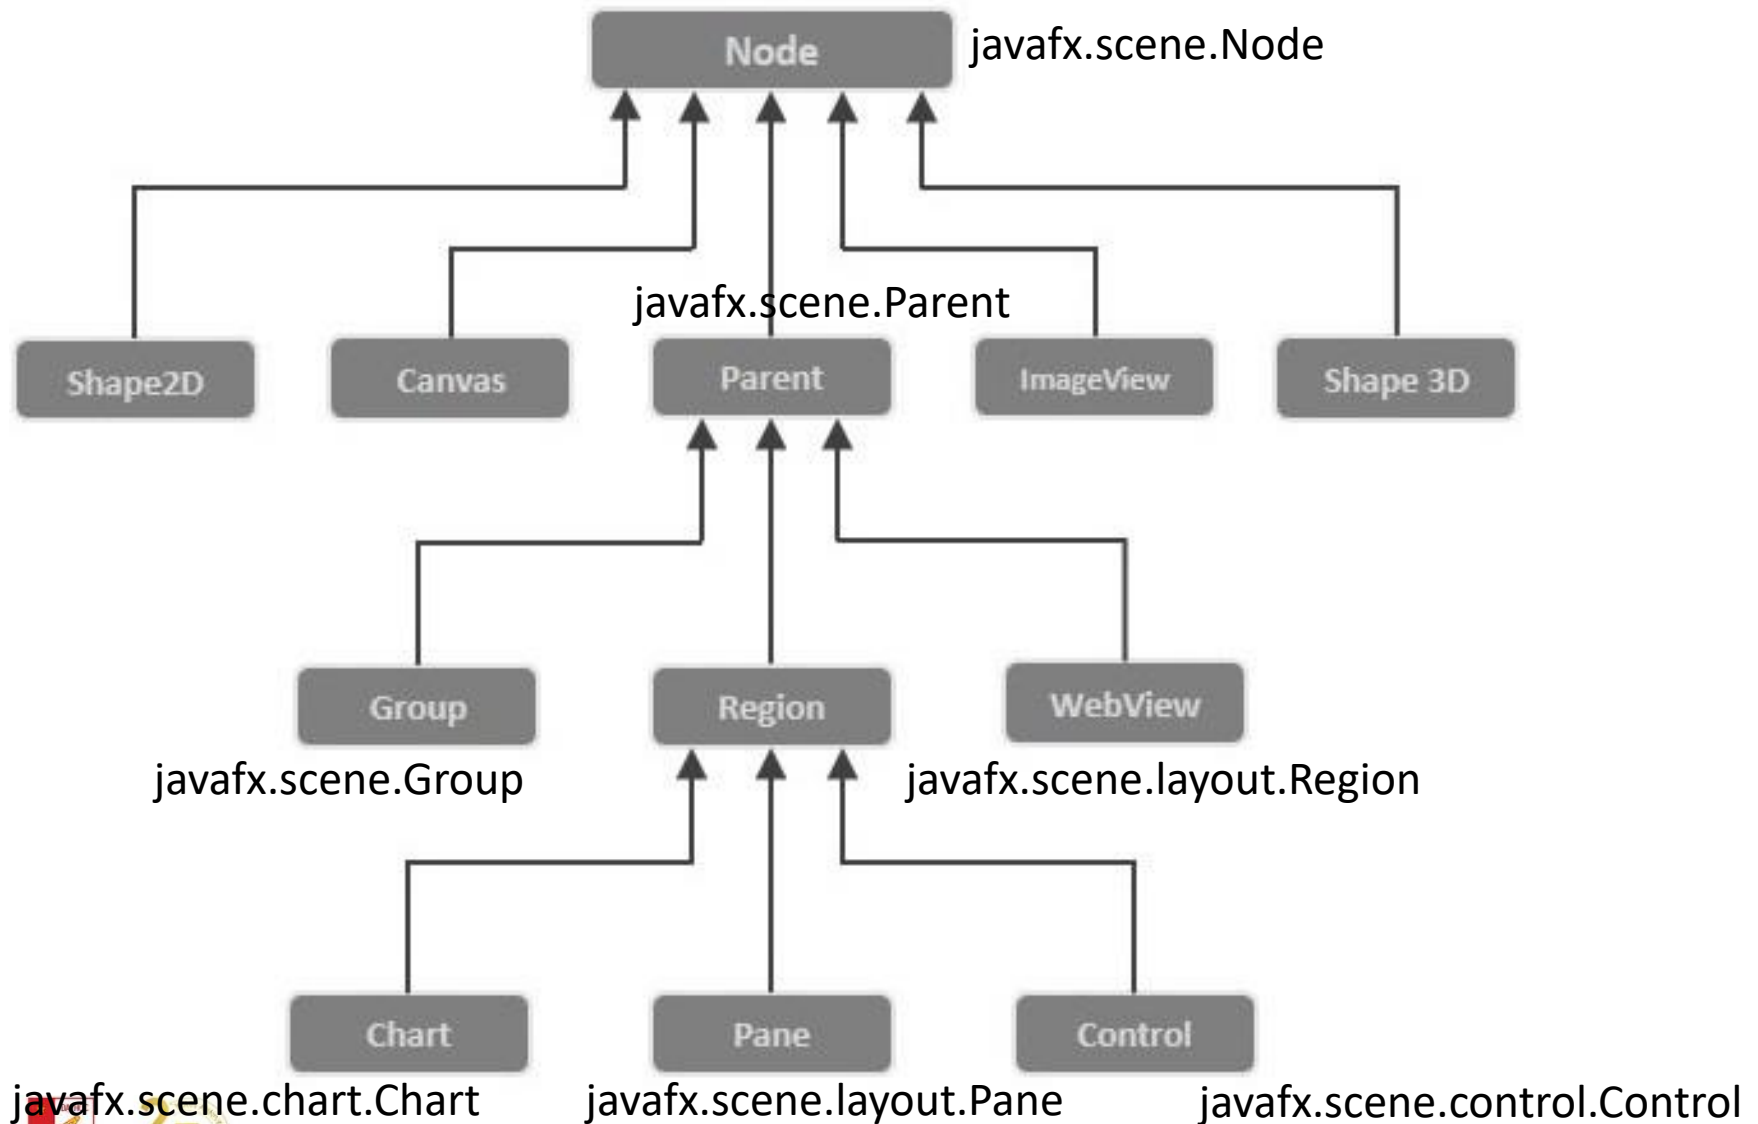 Node
javafx.scene.Node
javafx.scene.Parent
Shape2D
Canvas
Parent
ImageView
Shape 3D
Group
Region
WebView
javafx.scene.Group
javafx.scene.layout.Region
Chart
Pane
Control
javafx.scene.chart.Chart
javafx.scene.layout.Pane
javafx.scene.control.Control